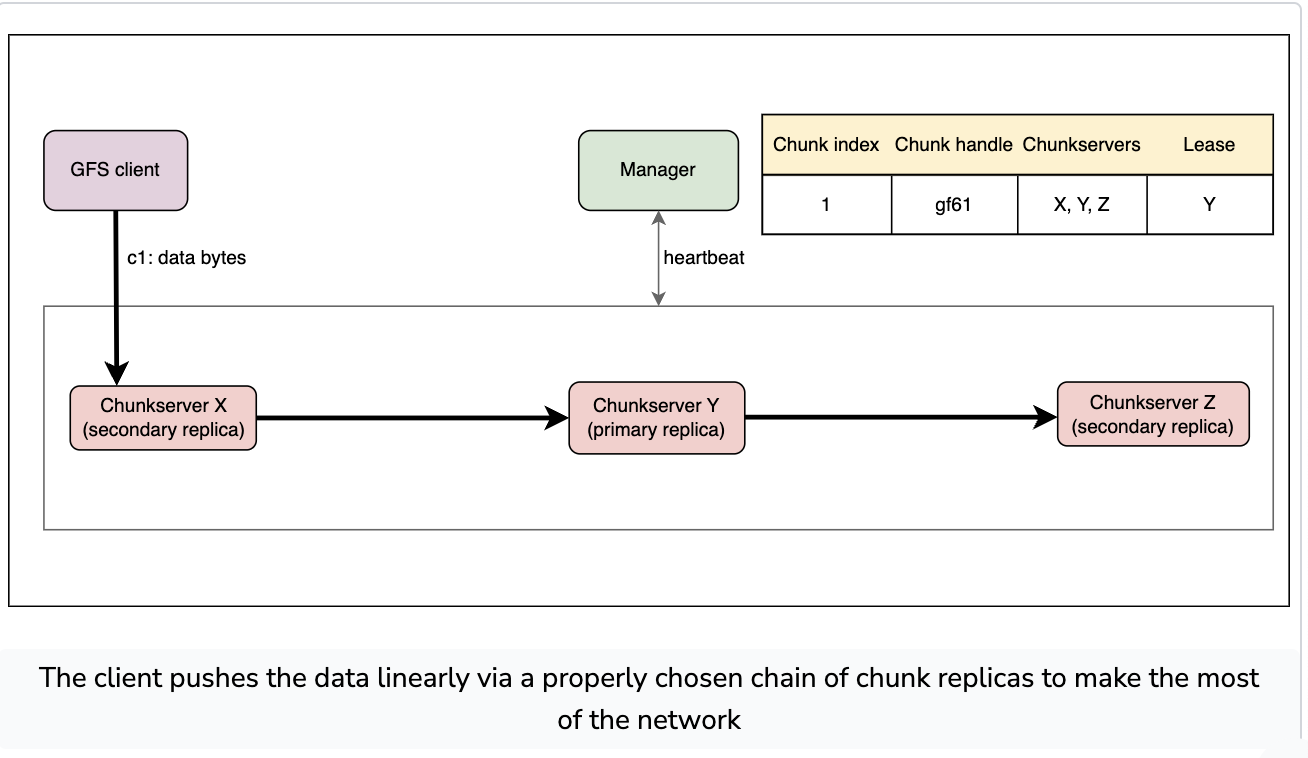 GFS client
Manager
Chunk index Chunk handle Chunkservers Lease
1 gf61 X, Y, Z Y
c1: data bytes
heartbeat
Chunkserver X
(secondary replica)
Chunkserver Y
(primary replica)
Chunkserver Z
(secondary replica)
The client pushes the data linearly via a properly chosen chain of chunk replicas to make the most
of the network